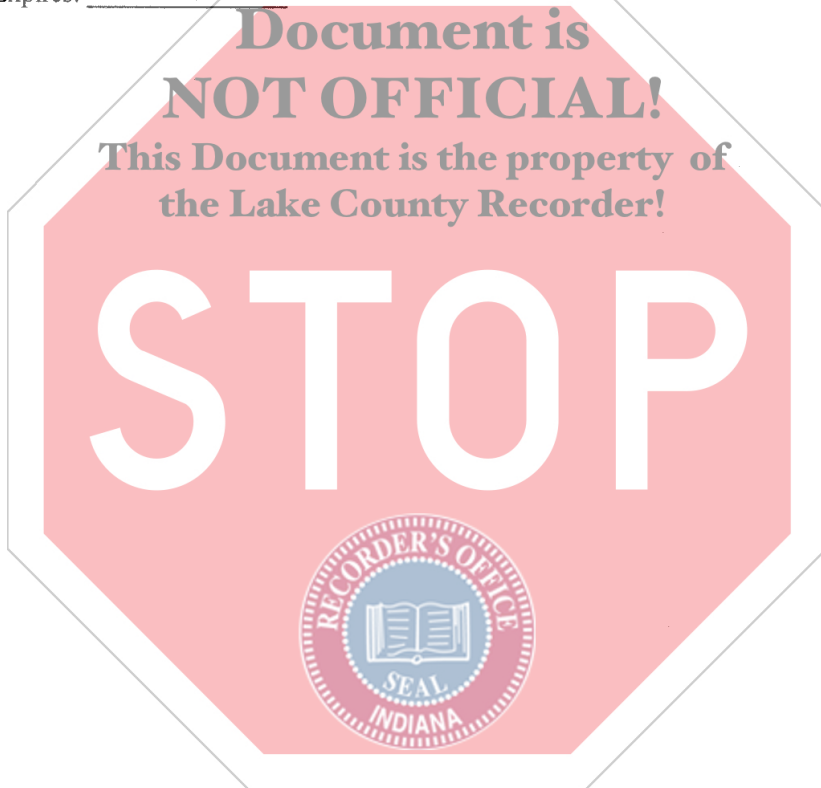 Document is
NOT OFFICIAL!
This Document is the property of
the Lake County Recorder!
STOP
RECORDER'S OFFICE
SEAL
INDIANA